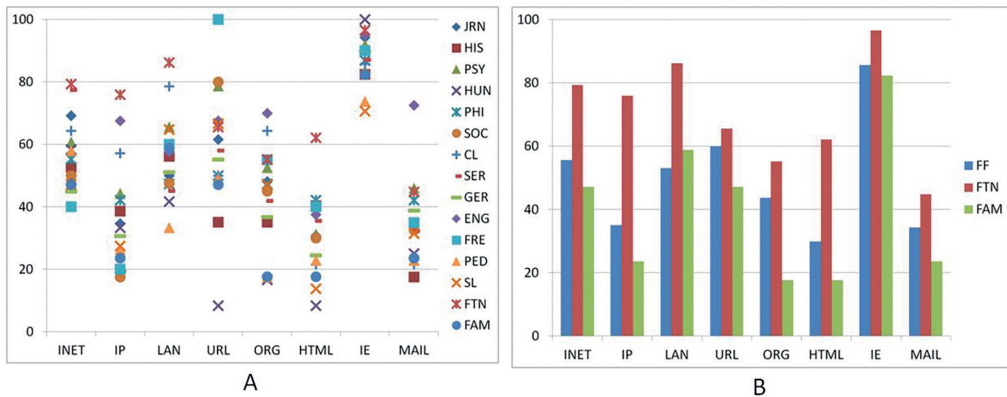 100
80
60
40
20
0
INET IP LAN URL ORG HTML IE MAIL
JRN
HIS
PSY
HUN
PHI
SOC
CL
SER
GER
ENG
FRE
PED
SL
FTN
FAM
A
100
80
60
40
20
0
INET IP LAN URL ORG HTML IE MAIL
FF
FTN
FAM
B